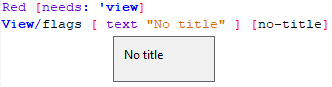 Red [needs: 'view]
View/flags [ text "No title" ] [no-title]
No title